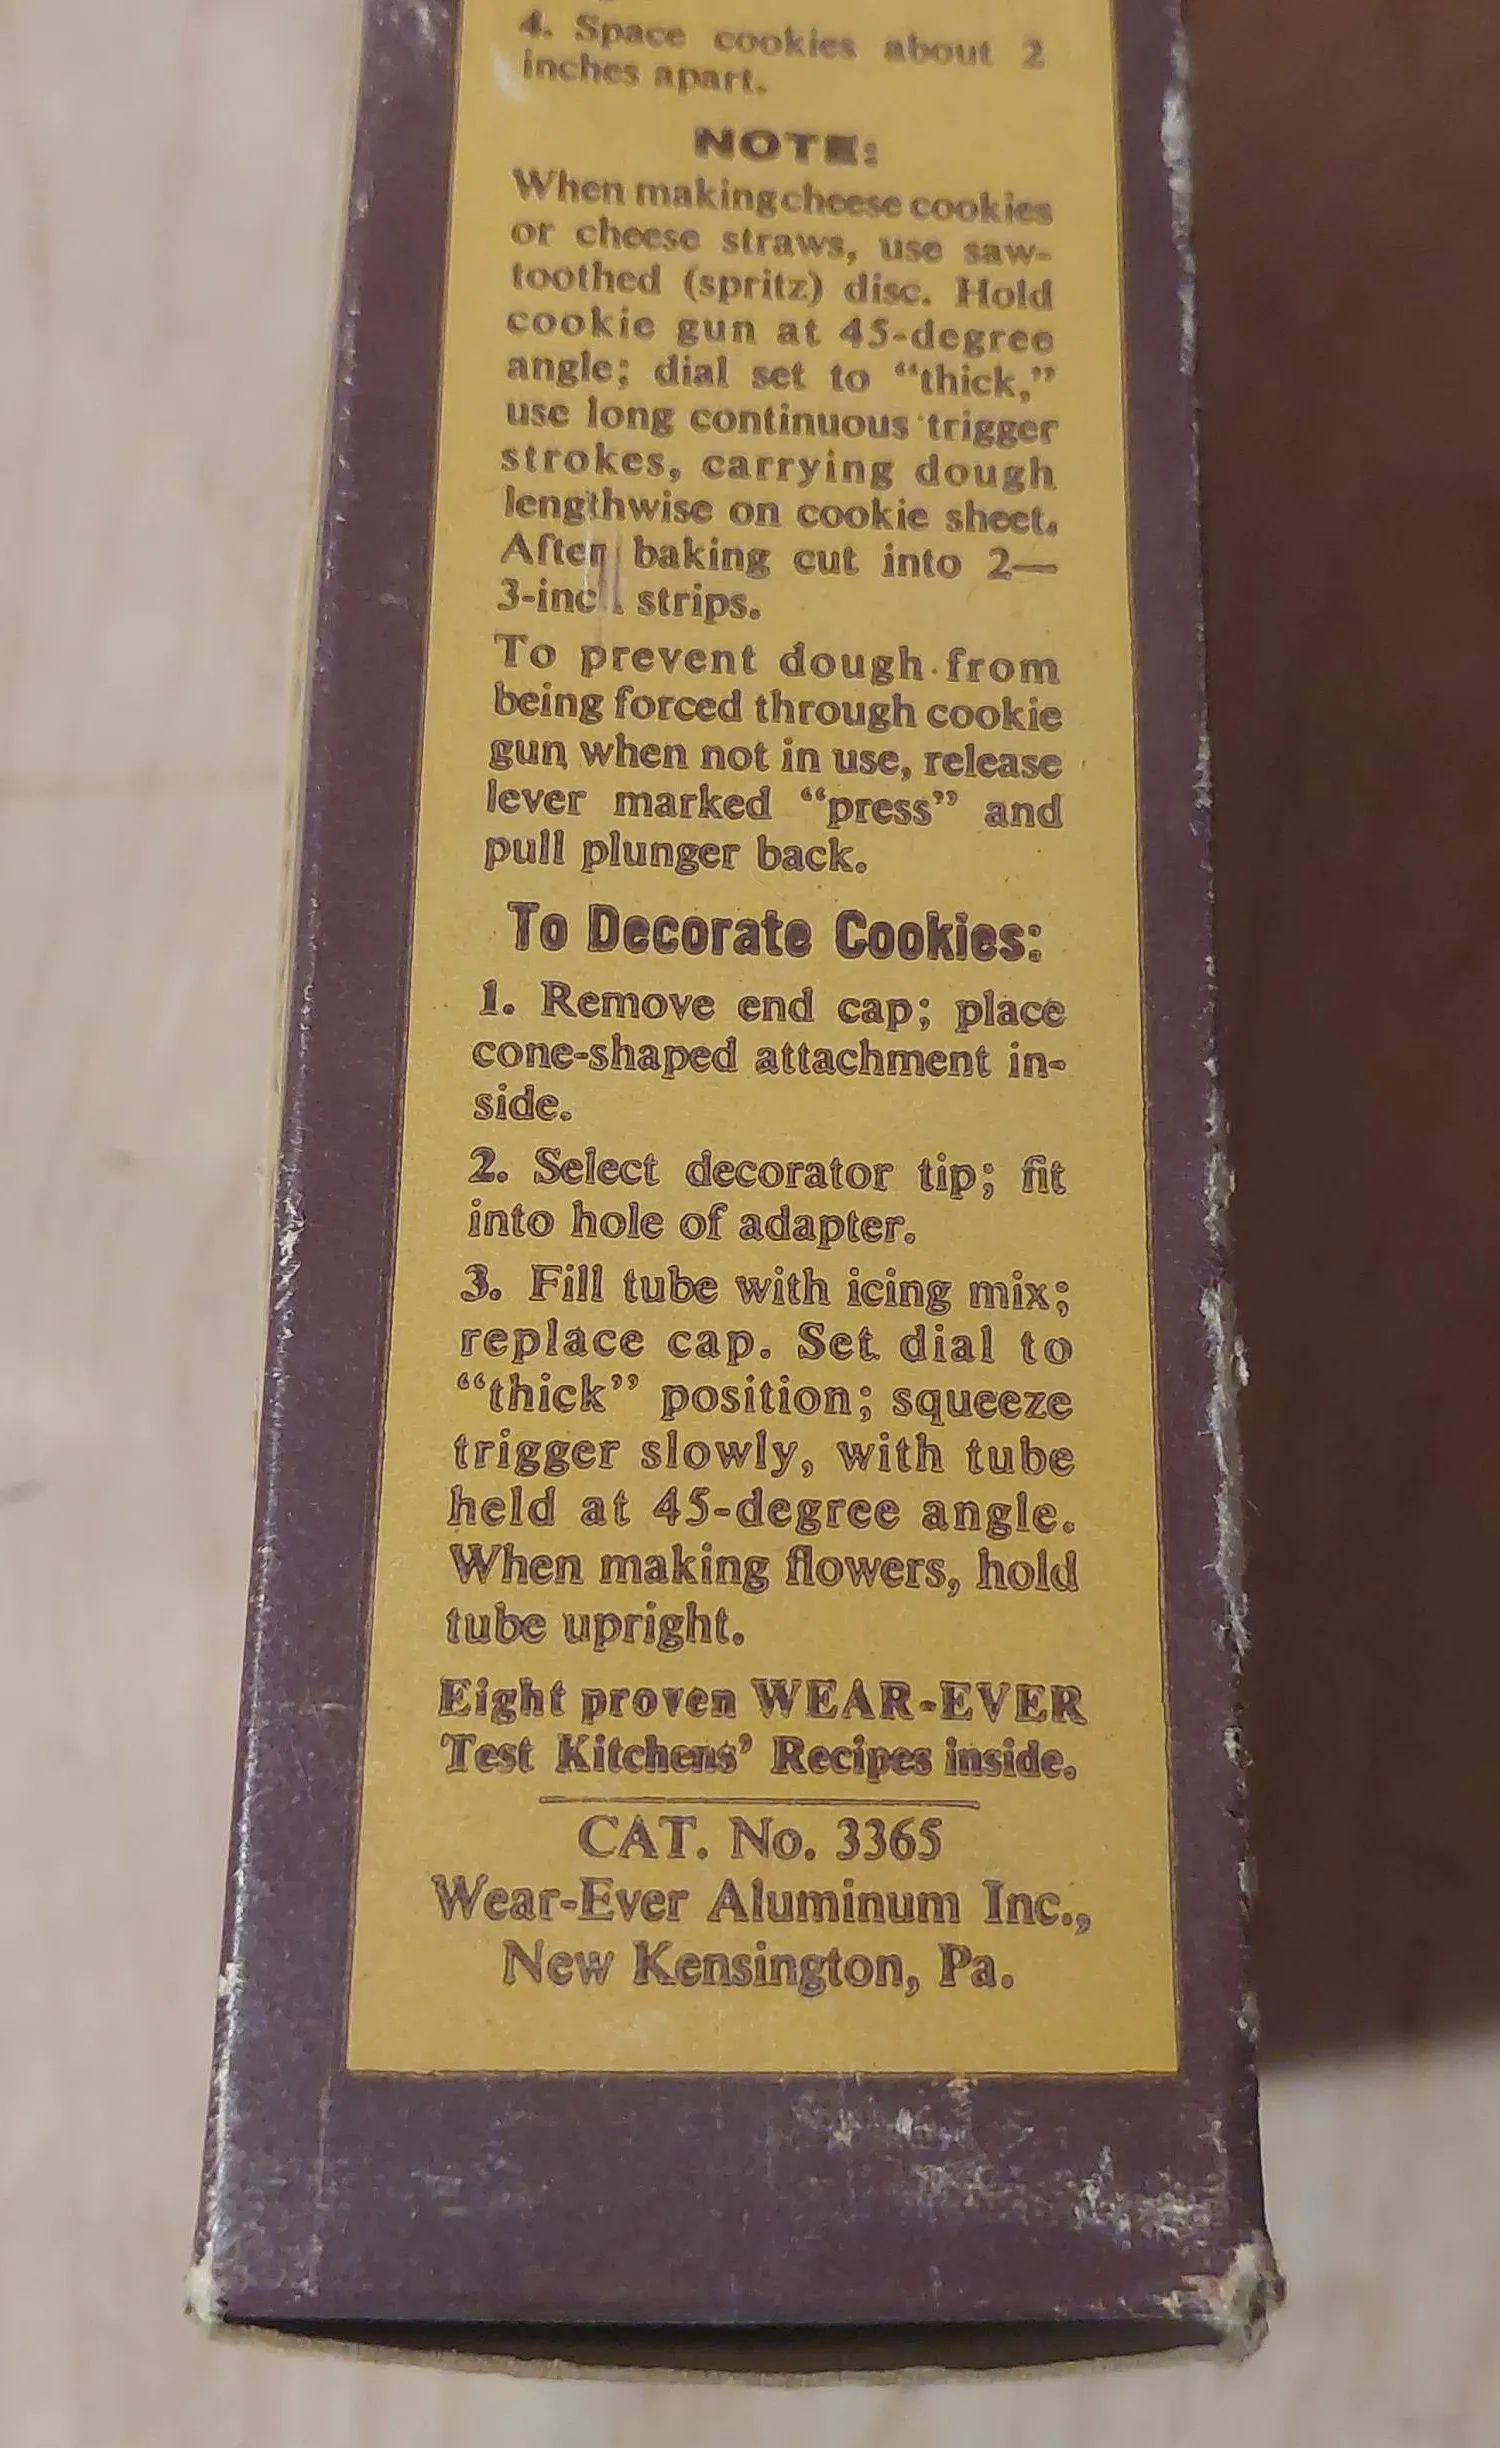 4. Space cookies about 2
inches apart.
NOTE:
When making cheese cookies
or cheese straws, use saw-
toothed (spritz) disc. Hold
cookie gun at 45-degree
angle; dial set to “thick,”
use long continuous trigger
strokes, carrying dough
lengthwise on cookie sheet.
After baking cut into 2—
3-inch strips.
To prevent dough from
being forced through cookie
gun when not in use, release
lever marked “press” and
pull plunger back.
To Decorate Cookies:
1. Remove end cap; place
cone-shaped attachment in-
side.
2. Select decorator tip; fit
into hole of adapter.
3. Fill tube with icing mix;
replace cap. Set dial to
“thick” position; squeeze
trigger slowly, with tube
held at 45-degree angle.
When making flowers, hold
tube upright.
Eight proven WEAR-EVER
Test Kitchens’ Recipes inside.
CAT. No. 3365
Wear-Ever Aluminum Inc.,
New Kensington, Pa.